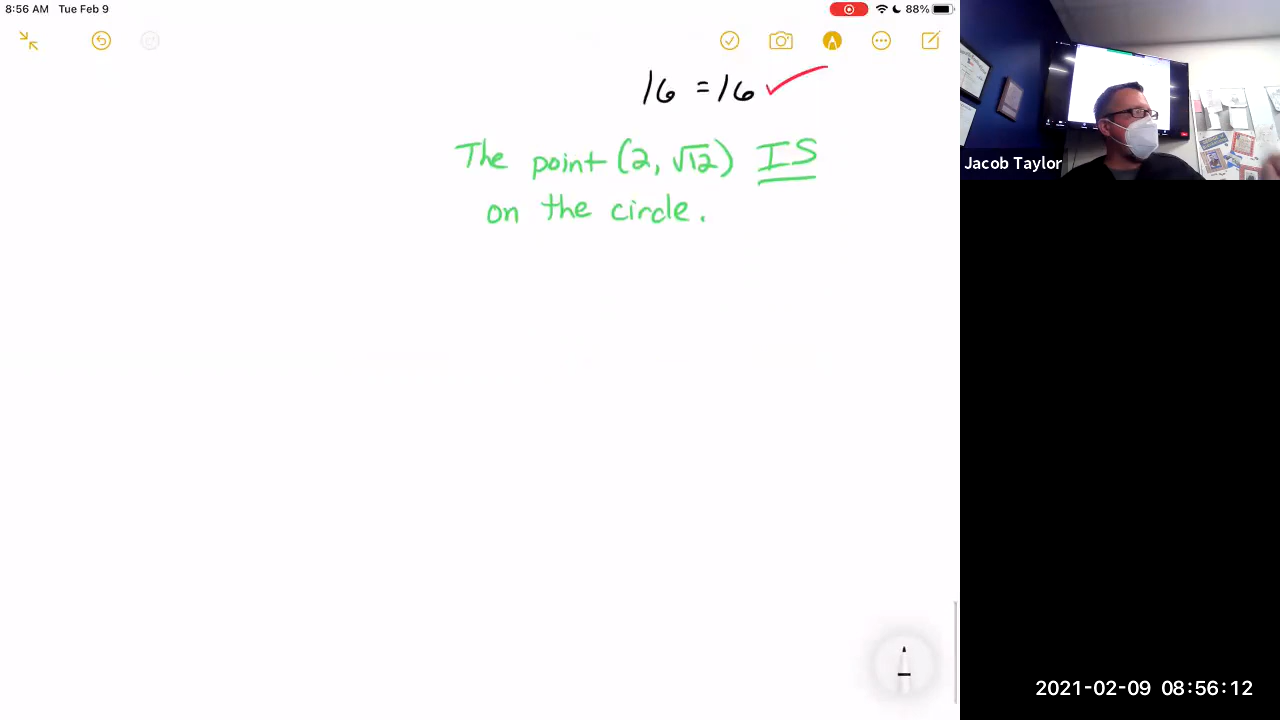 8:56 AM Tue Feb 9
88%
16 = 16 ✓
The point (2, √12) IS
on the circle.
Jacob Taylor
2021-02-09 08:56:12